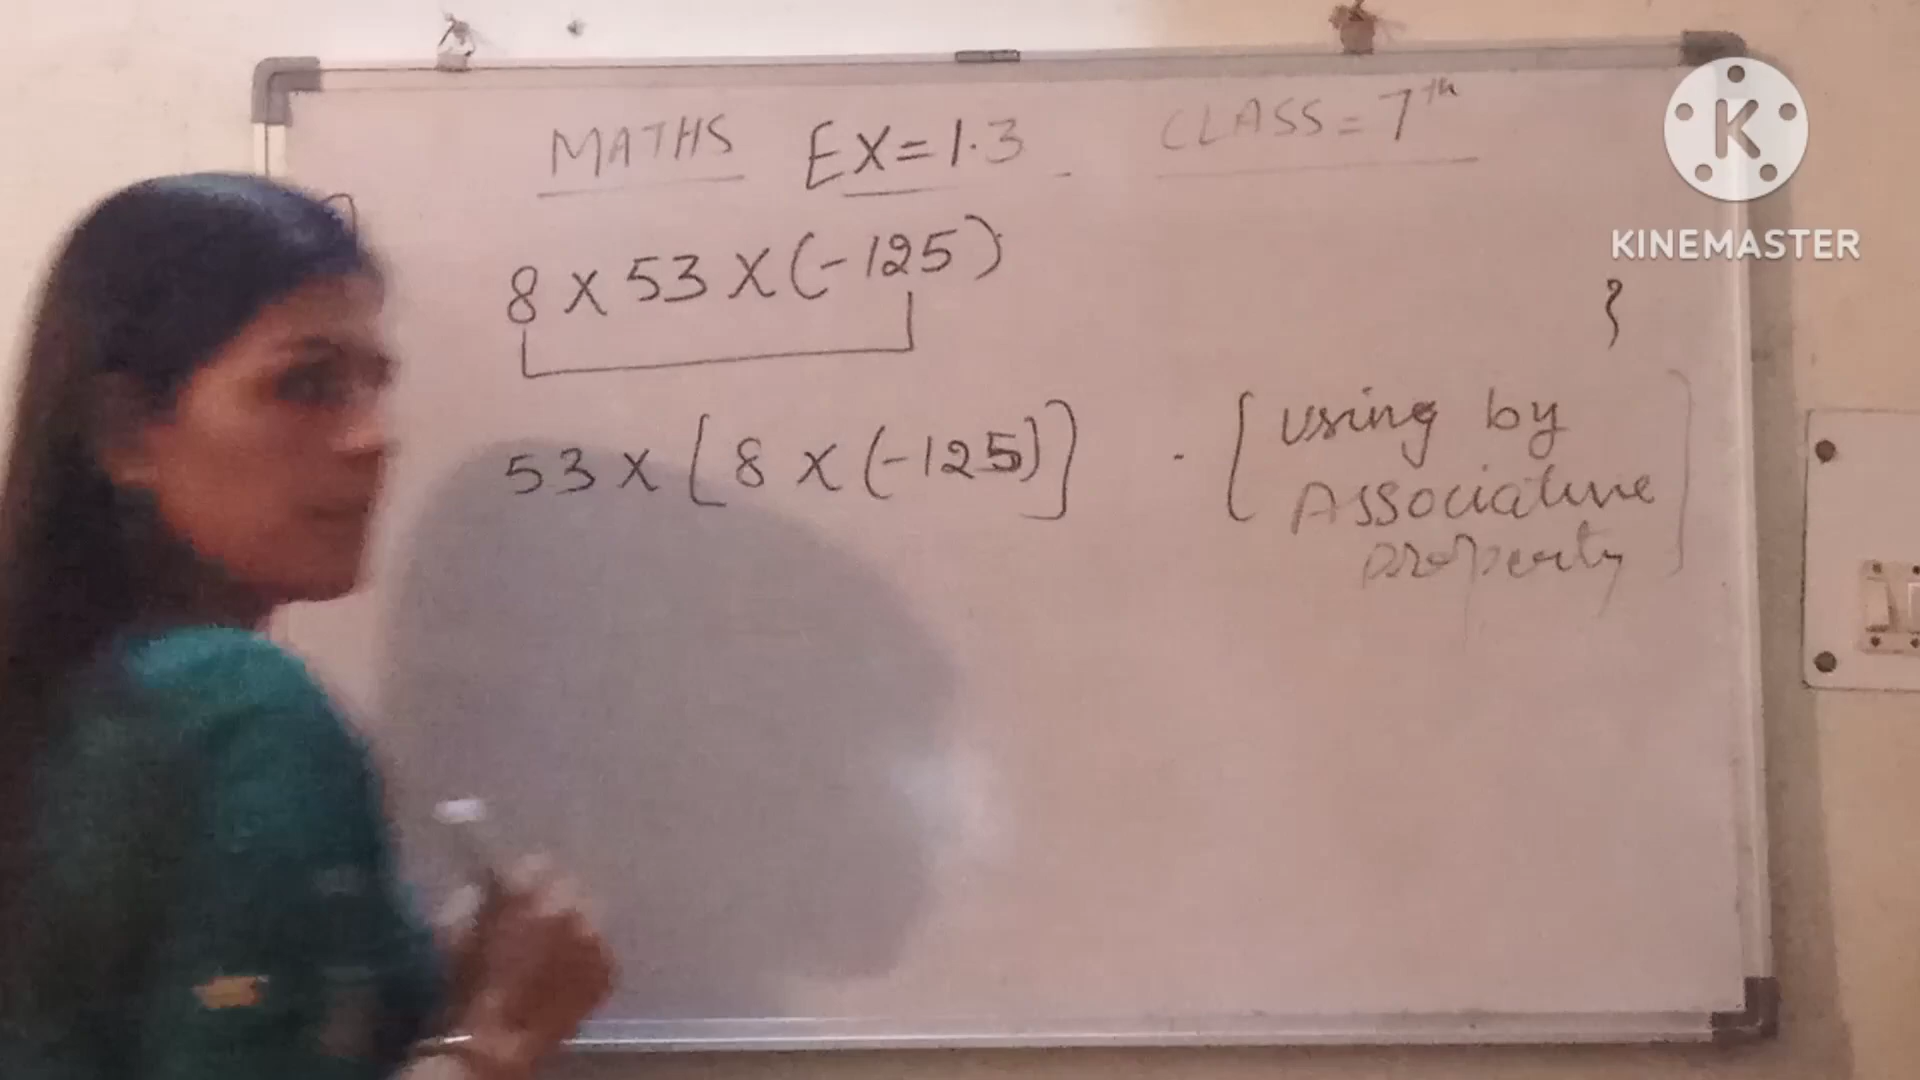 MATHS EX=1.3 CLASS=7th
K
KINEMASTER
8 X 53 X (-125)
53 X [8 X (-125)]
[using by
Associative
property]